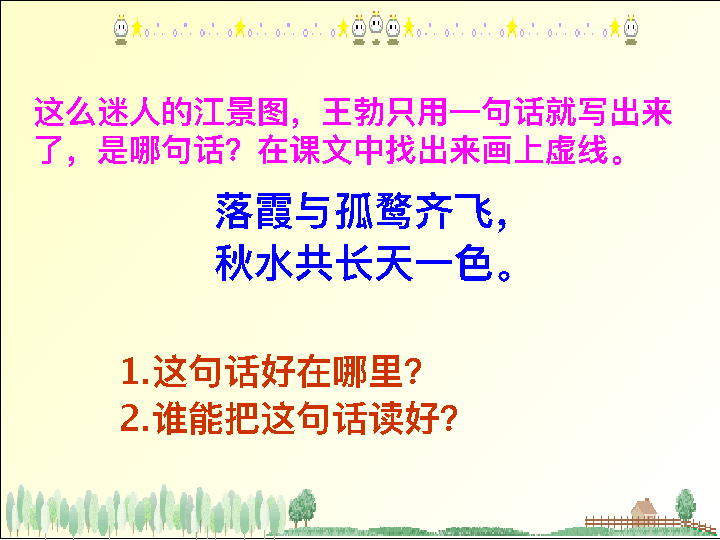 这么迷人的江景图，王勃只用一句话就写出来
了，是哪句话？在课文中找出来画上虚线。
落霞与孤鹜齐飞，
秋水共长天一色。
1.这句话好在哪里？
2.谁能把这句话读好？